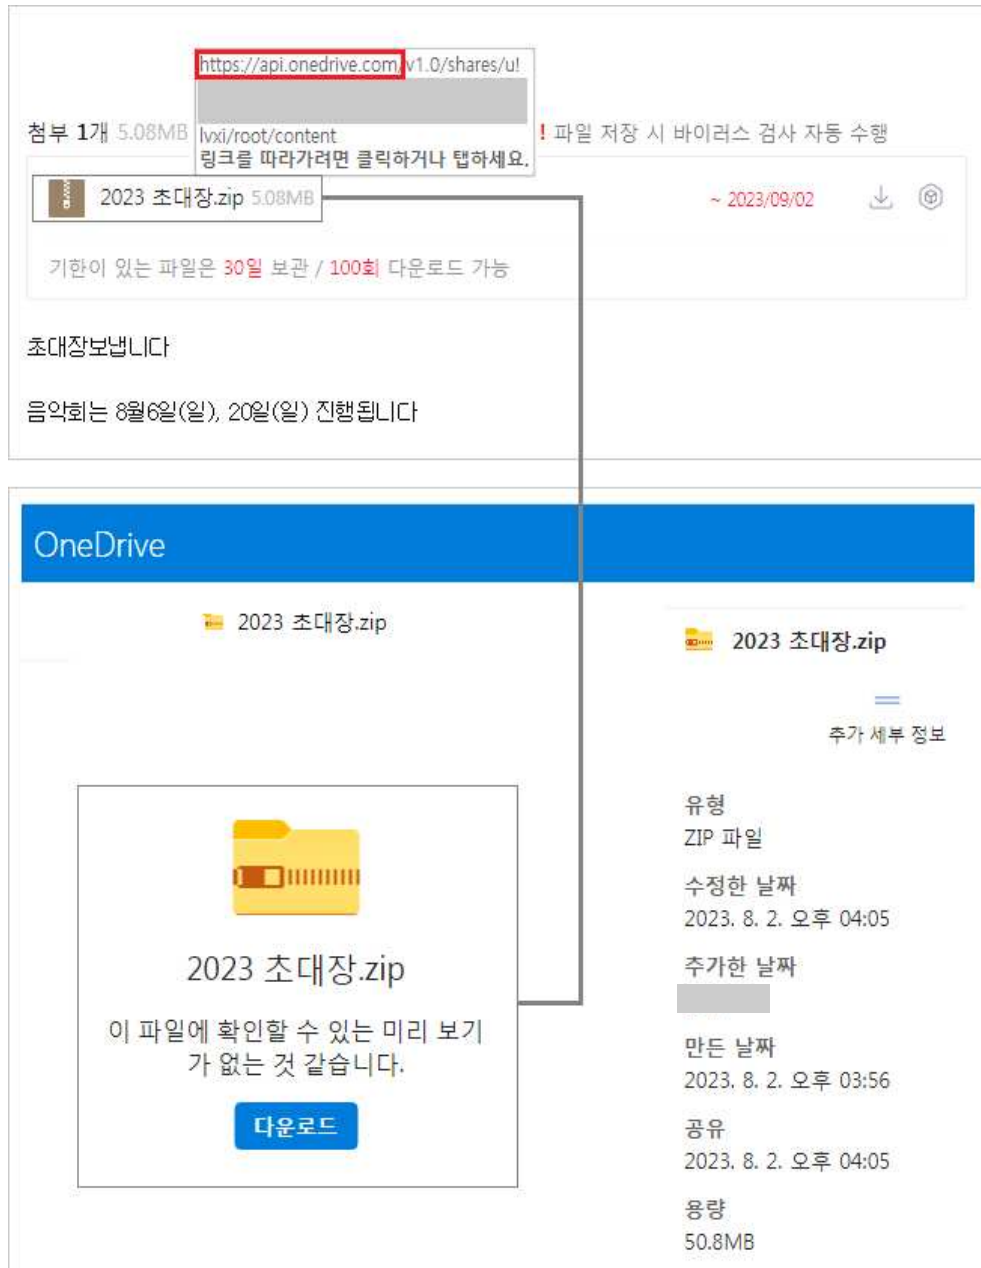 https://api.onedrive.com/v1.0/shares/u!
lvxi/root/content
링크를 따라가려면 클릭하거나 탭하세요.
첨부 1개 5.08MB
! 파일 저장 시 바이러스 검사 자동 수행
2023 초대장.zip 5.08MB
~ 2023/09/02
기한이 있는 파일은 30일 보관 / 100회 다운로드 가능
초대장보냅니다
음악회는 8월6일(일), 20일(일) 진행됩니다
OneDrive
2023 초대장.zip
2023 초대장.zip
이 파일에 확인할 수 있는 미리 보기
가 없는 것 같습니다.
다운로드
2023 초대장.zip
추가 세부 정보
유형
ZIP 파일
수정한 날짜
2023. 8. 2. 오후 04:05
추가한 날짜
만든 날짜
2023. 8. 2. 오후 03:56
공유
2023. 8. 2. 오후 04:05
용량
50.8MB